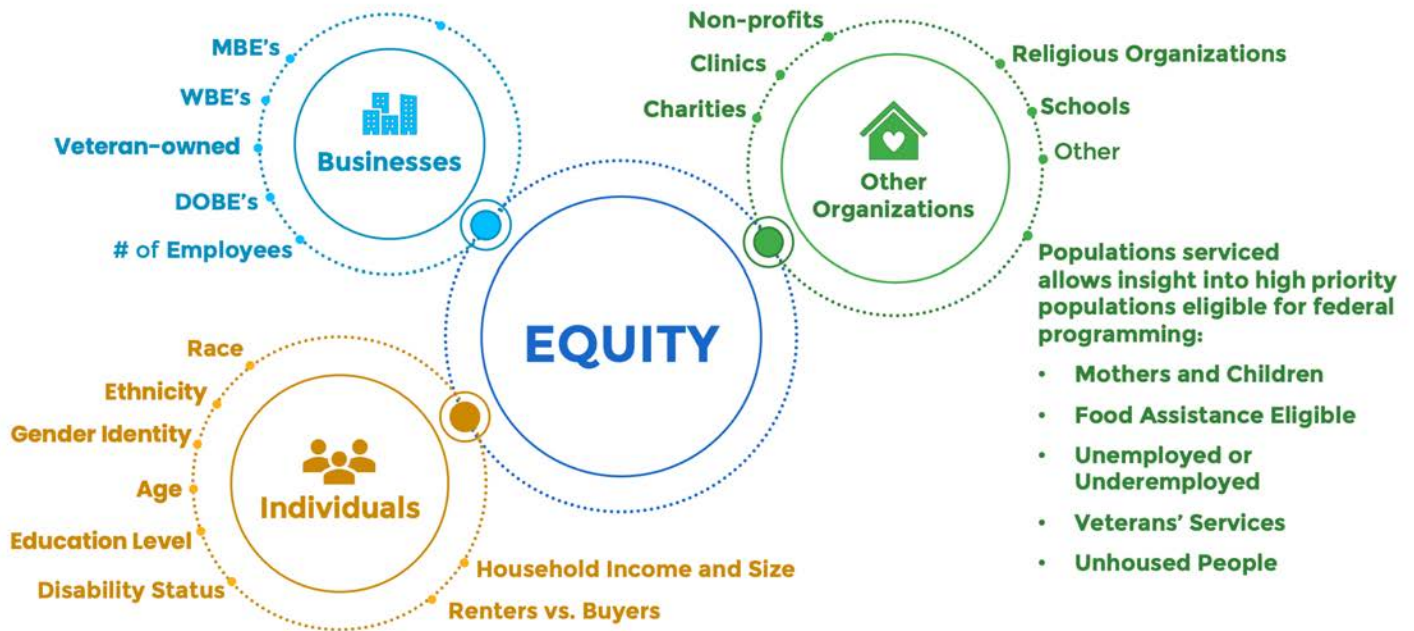 MBE's
WBE's
Veteran-owned
DOBE's
# of Employees
Businesses
Non-profits
Clinics
Charities
Religious Organizations
Schools
Other
Other
Organizations
Populations serviced
allows insight into high priority
populations eligible for federal
programming:
• Mothers and Children
• Food Assistance Eligible
• Unemployed or
Underemployed
• Veterans' Services
• Unhoused People
EQUITY
Race
Ethnicity
Gender Identity
Age
Education Level
Disability Status
Individuals
Household Income and Size
Renters vs. Buyers